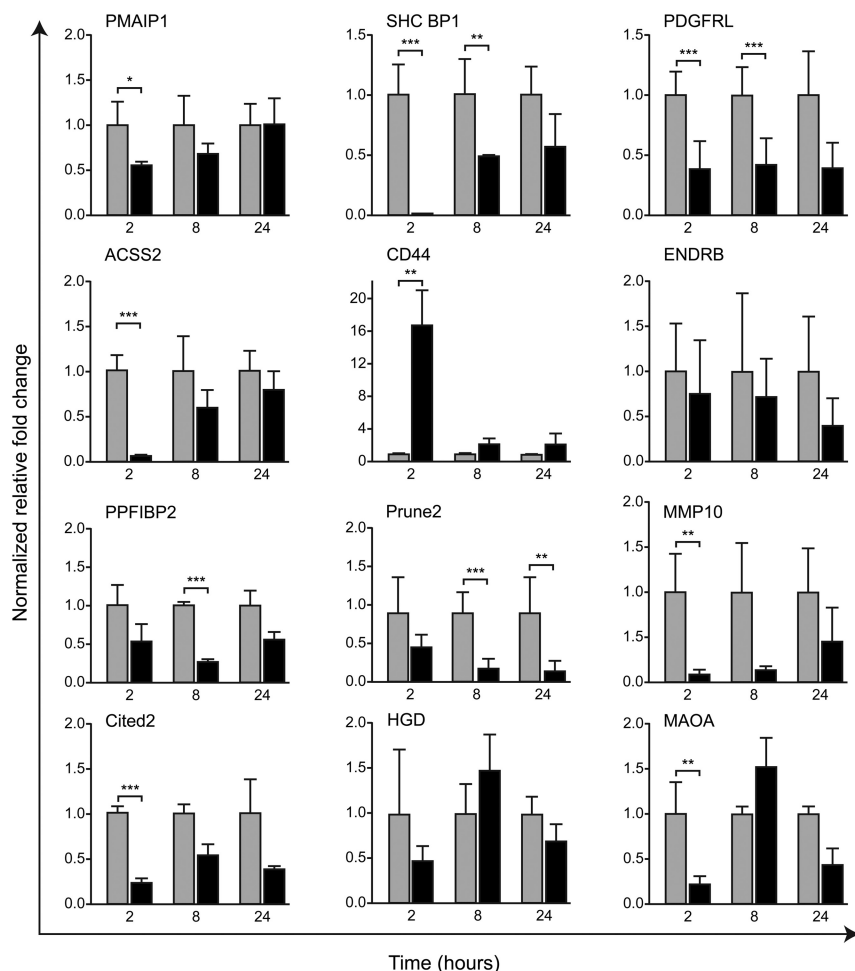 Normalized relative fold change
PMAIP1
2.0
*
1.5
1.0
0.5
0.0
2 8 24
SHC BP1
1.5
*** **
1.0
0.5
0.0
2 8 24
PDGFRL
1.5
*** ***
1.0
0.5
0.0
2 8 24
ACSS2
2.0
***
1.5
1.0
0.5
0.0
2 8 24
CD44
**
20
16
12
8
4
0
2 8 24
ENDRB
2.0
1.5
1.0
0.5
0.0
2 8 24
PPFIBP2
2.0
1.5
***
1.0
0.5
0.0
2 8 24
Prune2
2.0
1.5
*** **
1.0
0.5
0.0
2 8 24
MMP10
2.0
**
1.5
1.0
1.5
0.0
2 8 24
Cited2
2.0
1.5
***
1.0
0.5
0.0
2 8 24
HGD
2.0
1.5
1.0
0.5
0.0
2 8 24
MAOA
2.0
1.5
**
1.0
0.5
0.0
2 8 24
Time (hours)